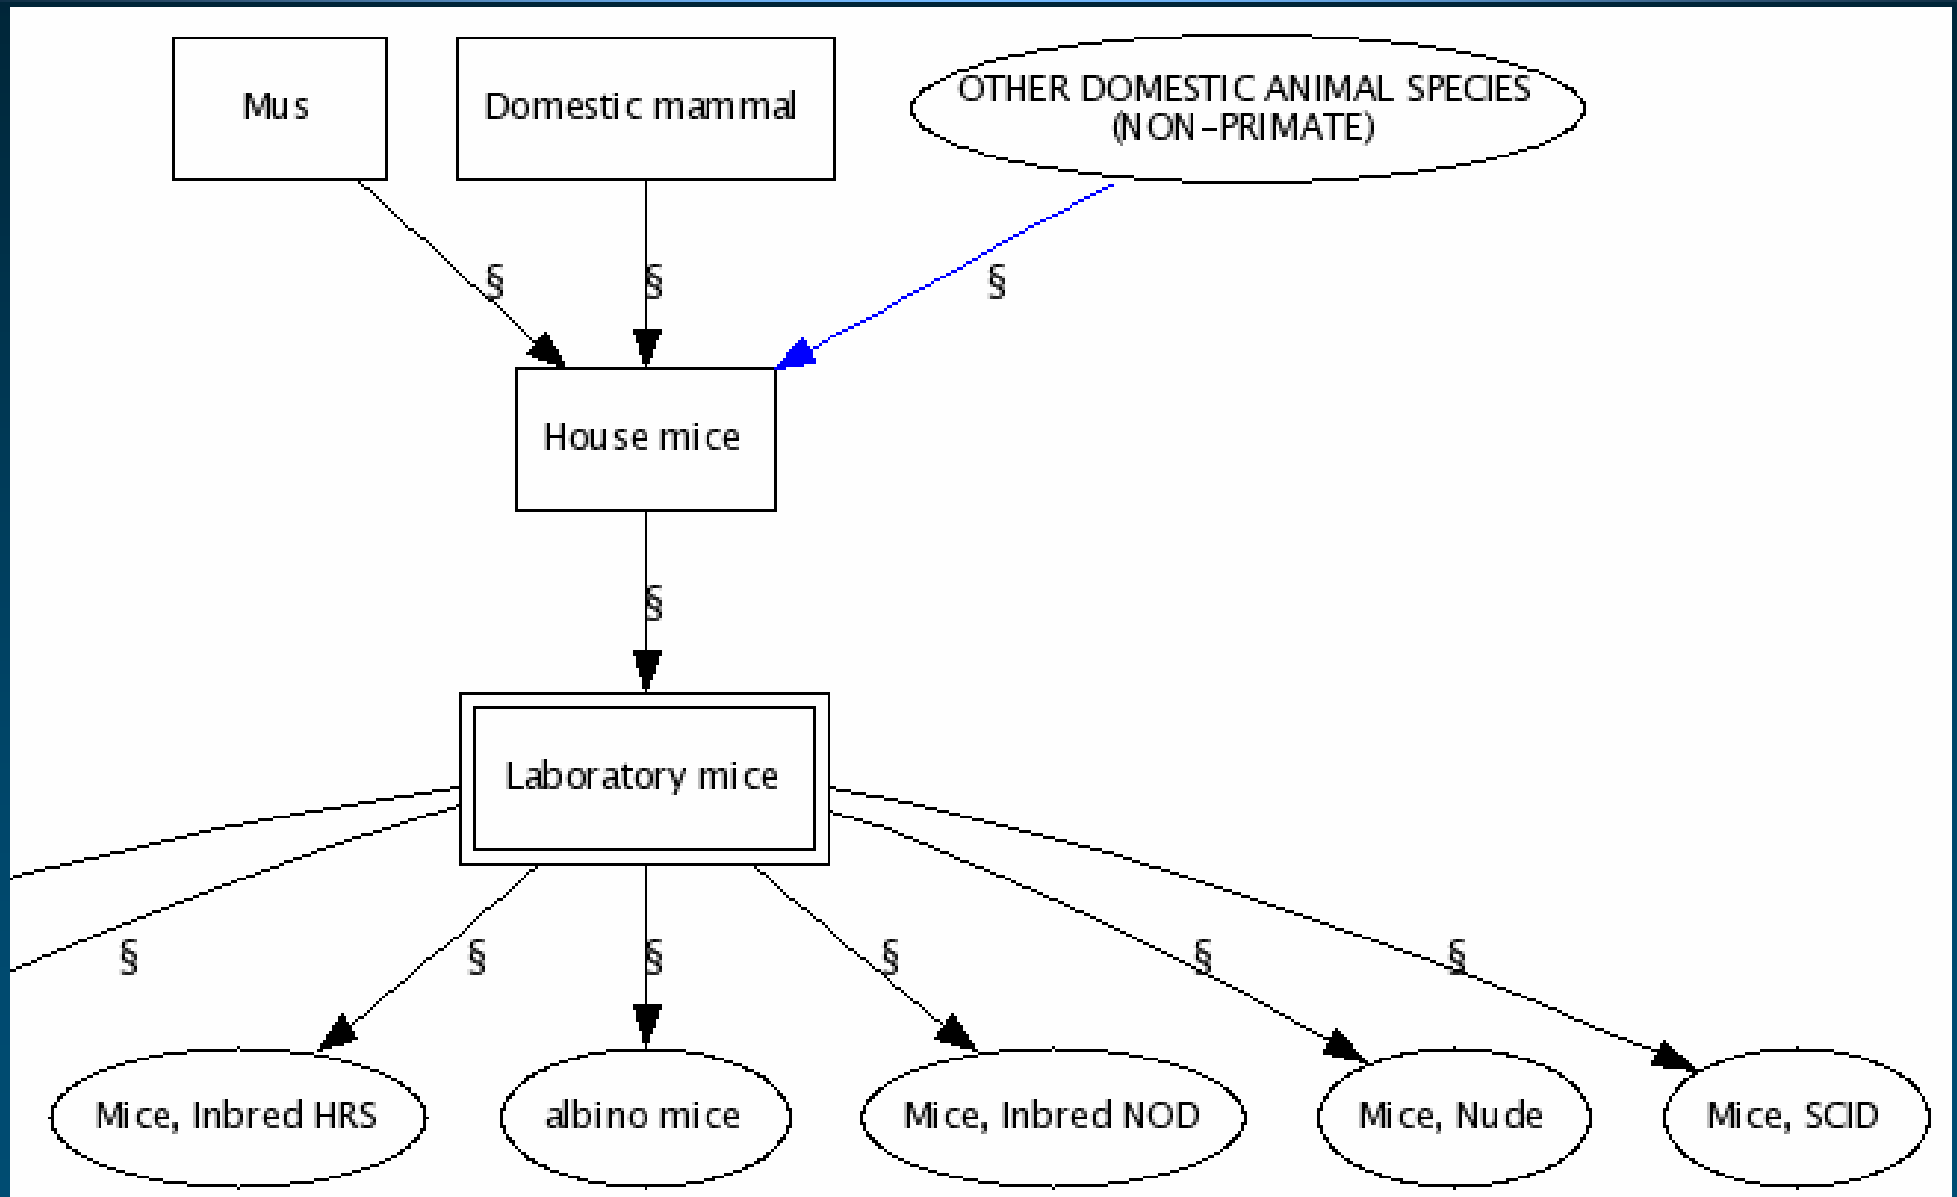 Mus
Domestic mammal
OTHER DOMESTIC ANIMAL SPECIES
(NON-PRIMATE)
§
§
§
House mice
§
Laboratory mice
§
§
§
§
§
§
Mice, Inbred HRS
albino mice
Mice, Inbred NOD
Mice, Nude
Mice, SCID